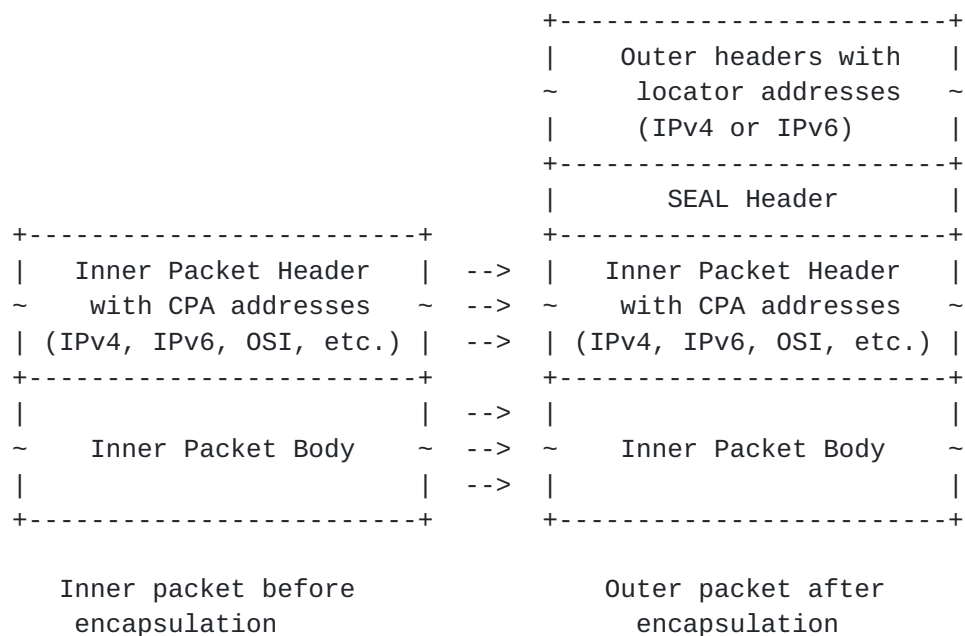 +-------------------------+
                                  |    Outer headers with   |
                                  ~     locator addresses   ~
                                  |     (IPv4 or IPv6)      |
                                  +-------------------------+
                                  |       SEAL Header       |
+-------------------------+       +-------------------------+
|   Inner Packet Header   |  -->  |   Inner Packet Header   |
~    with CPA addresses   ~  -->  ~    with CPA addresses   ~
| (IPv4, IPv6, OSI, etc.) |  -->  | (IPv4, IPv6, OSI, etc.) |
+-------------------------+       +-------------------------+
|                         |  -->  |                         |
~    Inner Packet Body    ~  -->  ~    Inner Packet Body    ~
|                         |  -->  |                         |
+-------------------------+       +-------------------------+

   Inner packet before                Outer packet after
    encapsulation                       encapsulation